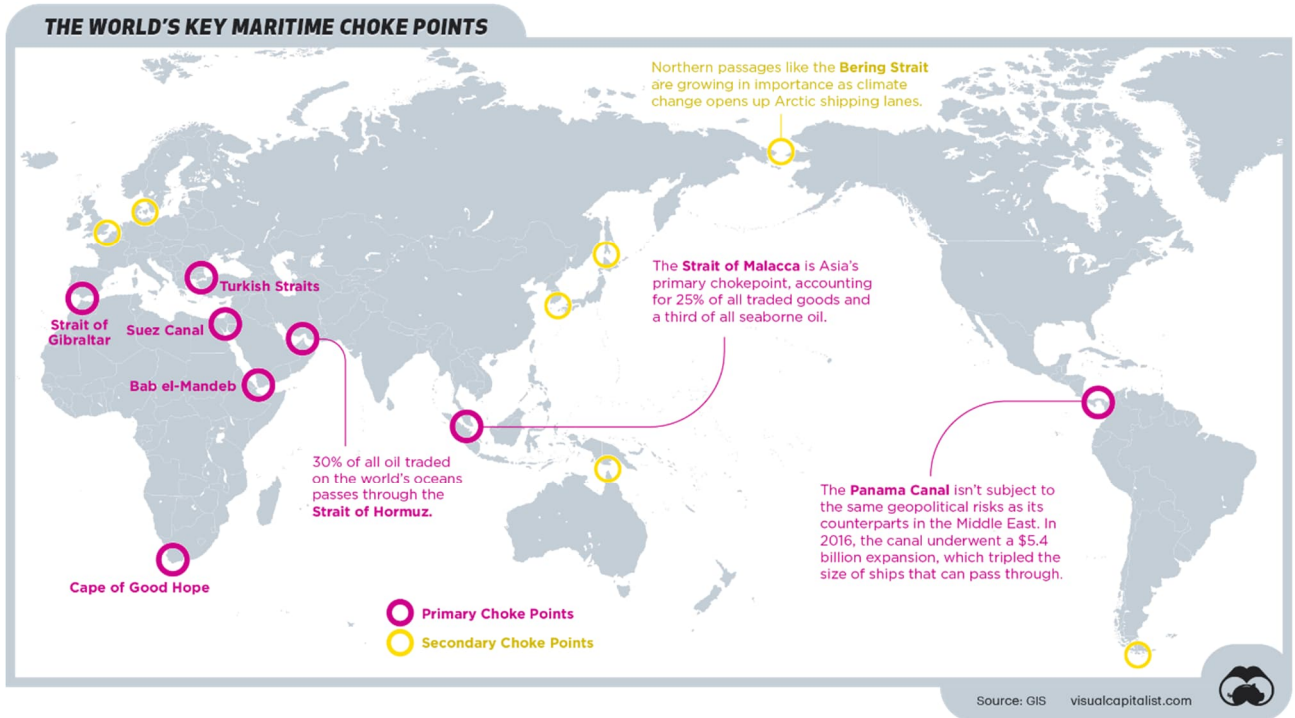 THE WORLD'S KEY MARITIME CHOKE POINTS
Northern passages like the Bering Strait
are growing in importance as climate
change opens up Arctic shipping lanes.
The Strait of Malacca is Asia's
primary chokepoint, accounting
for 25% of all traded goods and
a third of all seaborne oil.
Turkish Straits
Strait of
Gibraltar
Suez Canal
Bab el-Mandeb
30% of all oil traded
on the world's oceans
passes through the
Strait of Hormuz.
The Panama Canal isn't subject to
the same geopolitical risks as its
counterparts in the Middle East. In
2016, the canal underwent a $5.4
billion expansion, which tripled the
size of ships that can pass through.
Cape of Good Hope
Primary Choke Points
Secondary Choke Points
Source: GIS visualcapitalist.com